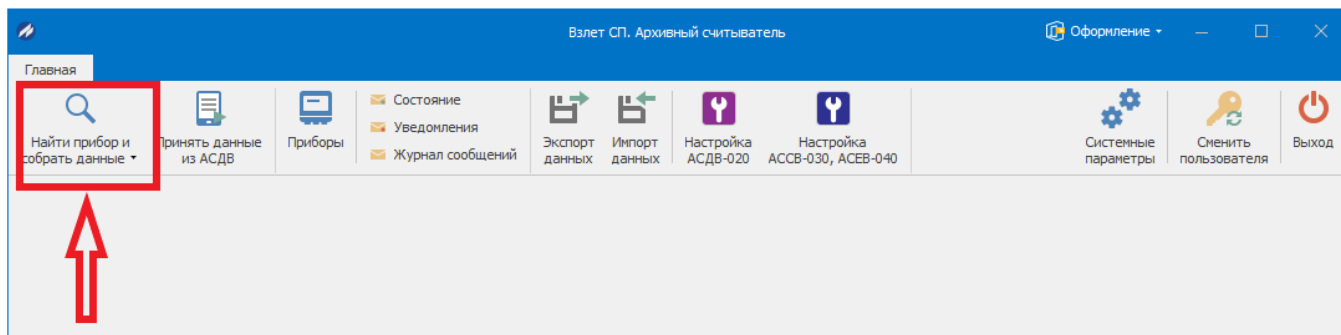 Взлет СП. Архивный считыватель
Оформление
Главная
Найти прибор и
собрать данные
Принять данные
из АСДВ
Приборы
Состояние
Уведомления
Журнал сообщений
Экспорт
данных
Импорт
данных
Настройка
АСДВ-020
Настройка
АССВ-030, АСЕВ-040
Системные
параметры
Сменить
пользователя
Выход